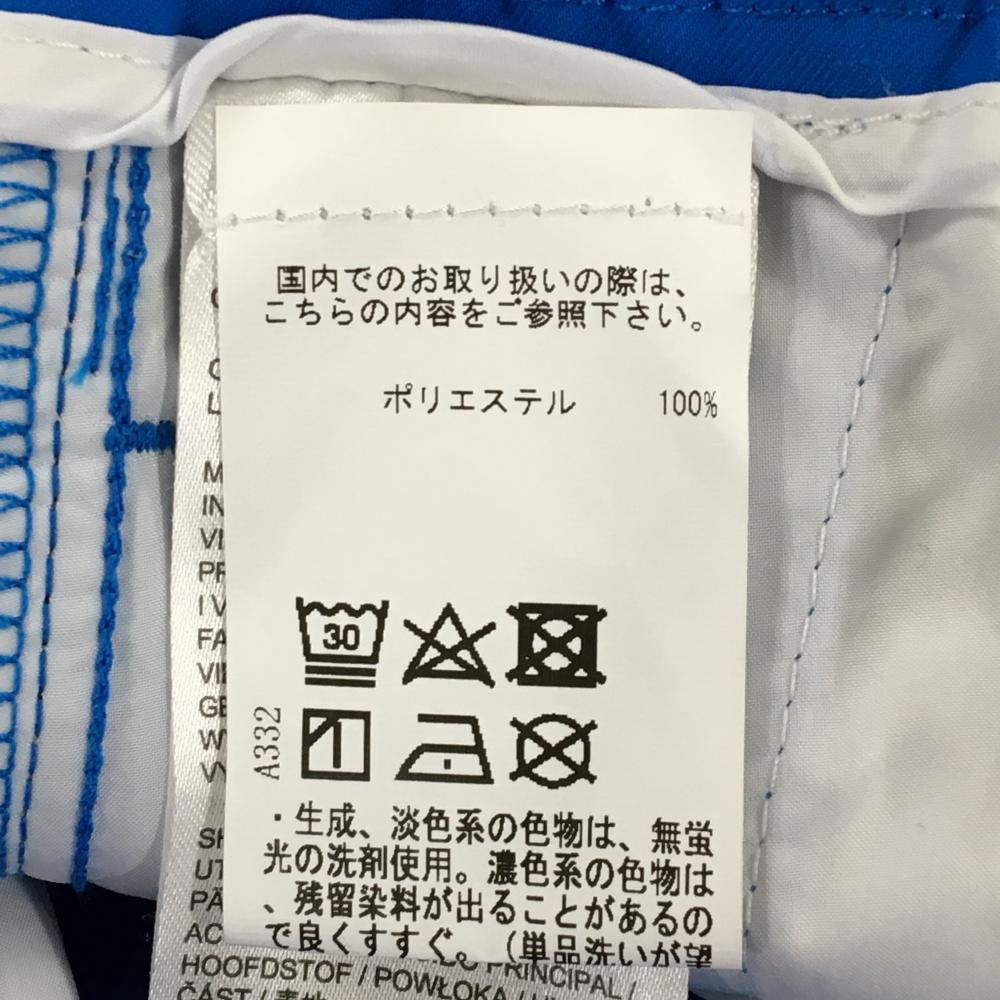 国内でのお取り扱いの際は、
こちらの内容をご参照下さい。
ポリエステル 100%
30
A332
・生成、淡色系の色物は、無蛍
光の洗剤使用。濃色系の色物は
、残留染料が出ることがあるの
で良くすすぐ。（単品洗いが望
PRINCIPAL/
HOOFDSTOF / POWŁOKA /
ČÁST / 表地